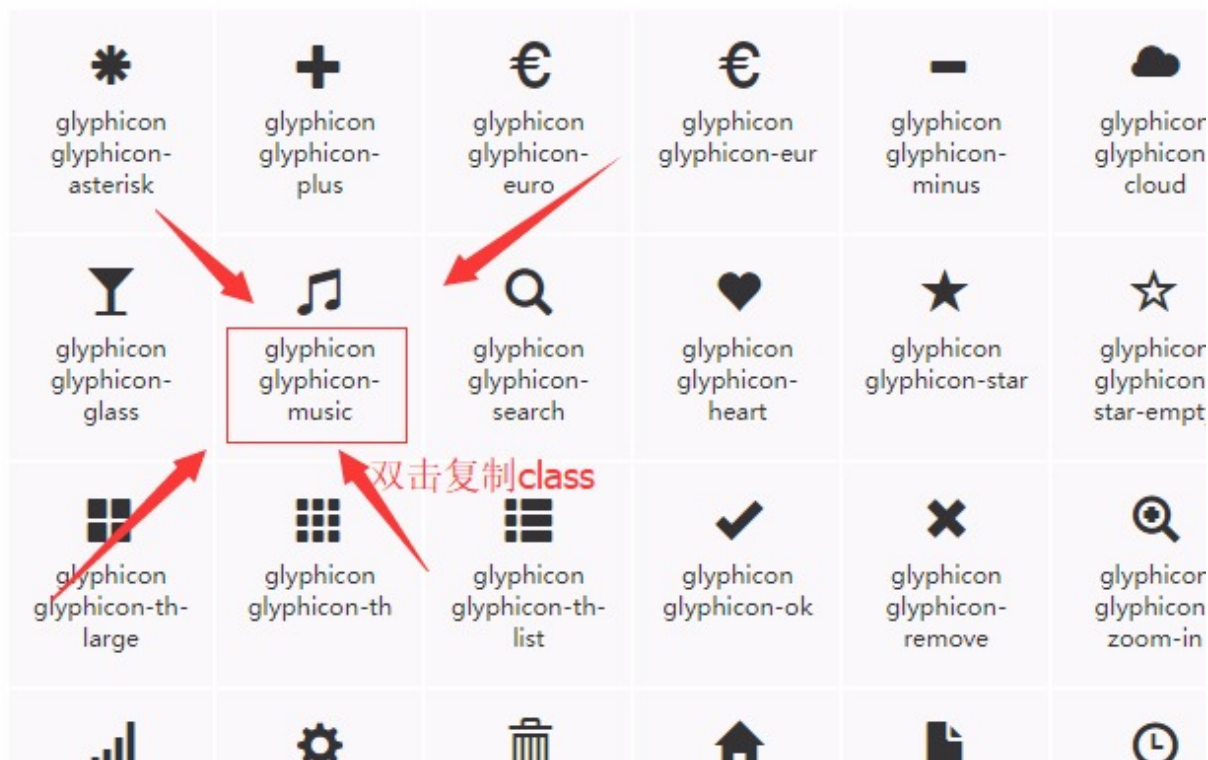 glyphicon
glyphicon-
asterisk
glyphicon
glyphicon-
plus
glyphicon
glyphicon-
euro
glyphicon
glyphicon-eur
glyphicon
glyphicon-
minus
glyphicon
glyphicon
cloud
glyphicon
glyphicon-
glass
glyphicon
glyphicon-
music
glyphicon
glyphicon-
search
glyphicon
glyphicon-
heart
glyphicon
glyphicon-star
glyphicon
glyphicon
star-empty
双击复制class
glyphicon
glyphicon-th-
large
glyphicon
glyphicon-th
glyphicon
glyphicon-th-
list
glyphicon
glyphicon-ok
glyphicon
glyphicon-
remove
glyphicon
glyphicon
zoom-in